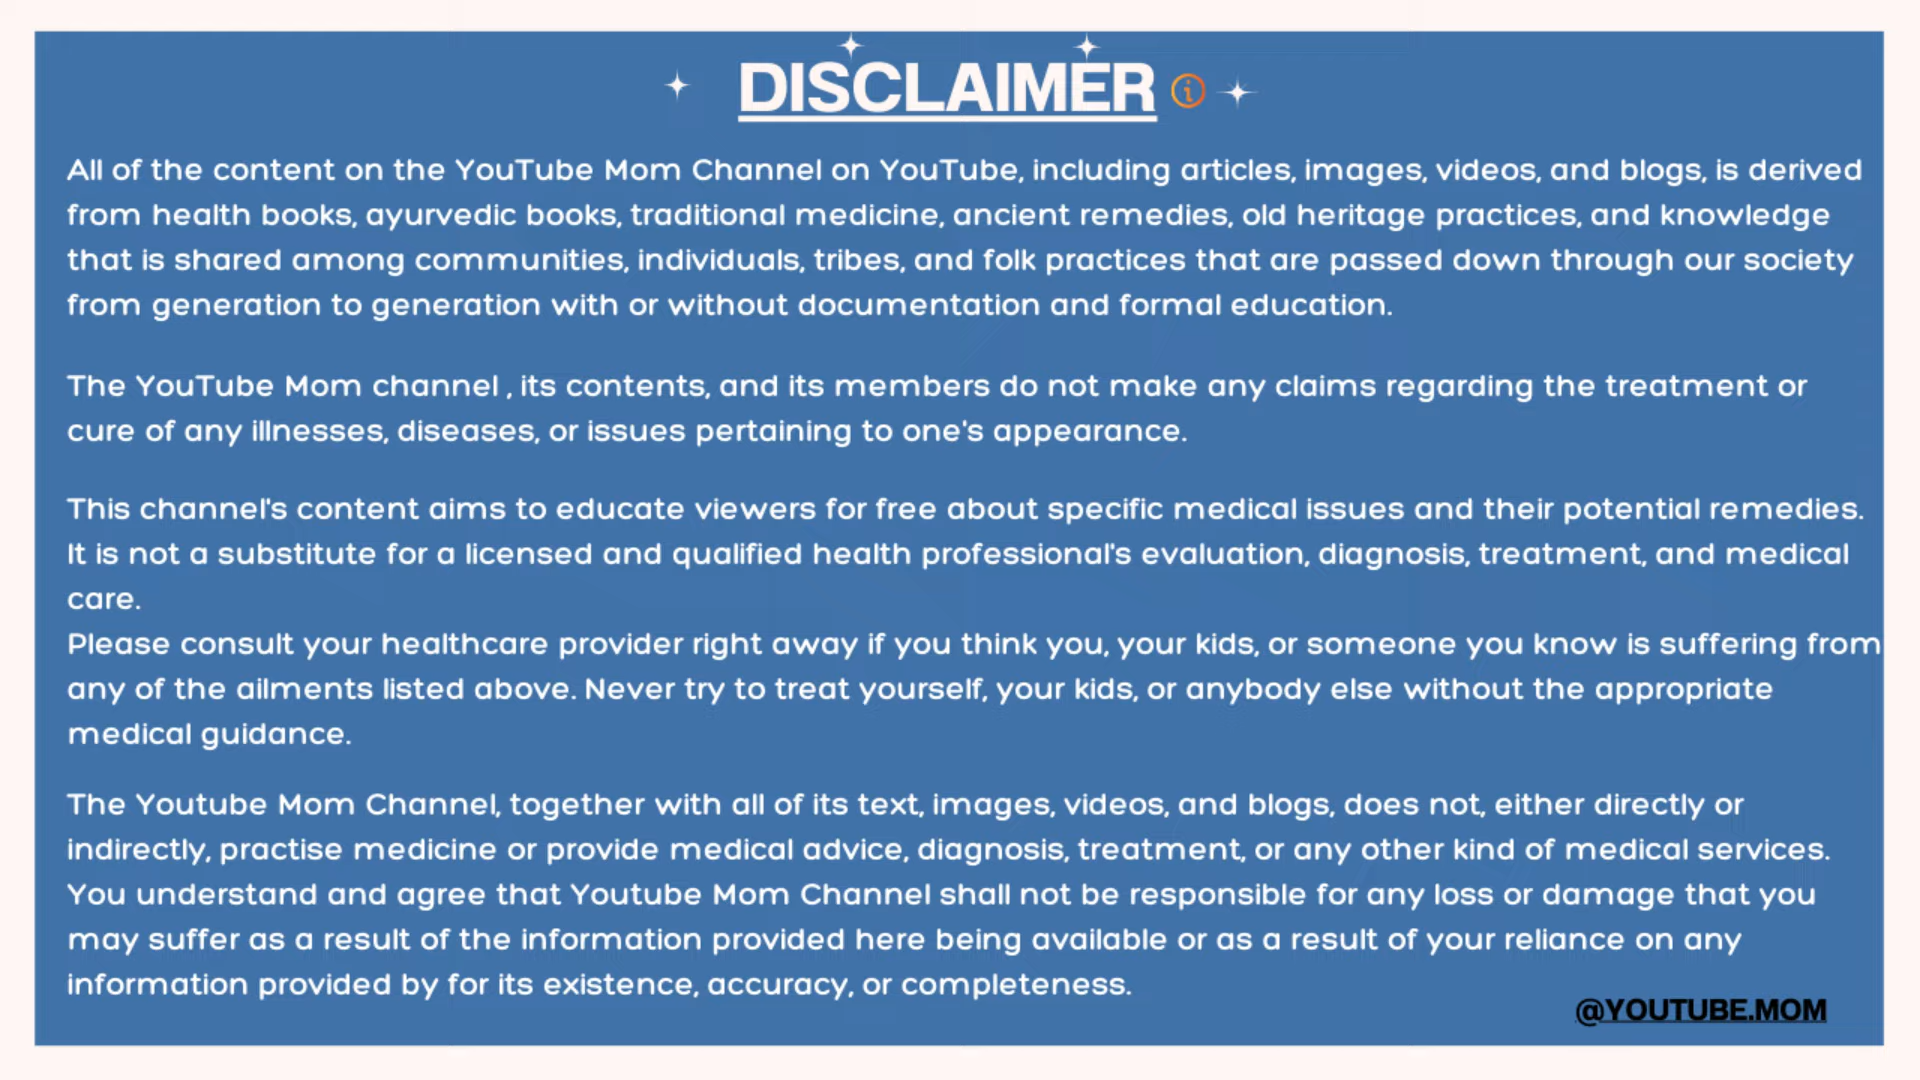 DISCLAIMER
All of the content on the YouTube Mom Channel on YouTube, including articles, images, videos, and blogs, is derived
from health books, ayurvedic books, traditional medicine, ancient remedies, old heritage practices, and knowledge
that is shared among communities, individuals, tribes, and folk practices that are passed down through our society
from generation to generation with or without documentation and formal education.
The YouTube Mom channel , its contents, and its members do not make any claims regarding the treatment or
cure of any illnesses, diseases, or issues pertaining to one's appearance.
This channel's content aims to educate viewers for free about specific medical issues and their potential remedies.
It is not a substitute for a licensed and qualified health professional's evaluation, diagnosis, treatment, and medical
care.
Please consult your healthcare provider right away if you think you, your kids, or someone you know is suffering from
any of the ailments listed above. Never try to treat yourself, your kids, or anybody else without the appropriate
medical guidance.
The Youtube Mom Channel, together with all of its text, images, videos, and blogs, does not, either directly or
indirectly, practise medicine or provide medical advice, diagnosis, treatment, or any other kind of medical services.
You understand and agree that Youtube Mom Channel shall not be responsible for any loss or damage that you
may suffer as a result of the information provided here being available or as a result of your reliance on any
information provided by for its existence, accuracy, or completeness.
@YOUTUBE.MOM